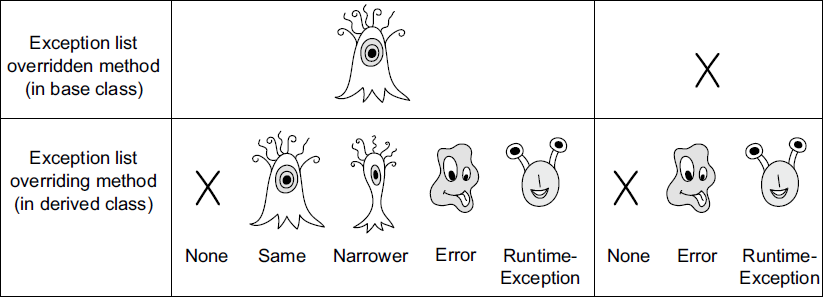 Exception list
overridden method
(in base class)
Exception list
overriding method
(in derived class)
None
Same
Narrower
Error
Runtime-
Exception
None
Error
Runtime-
Exception